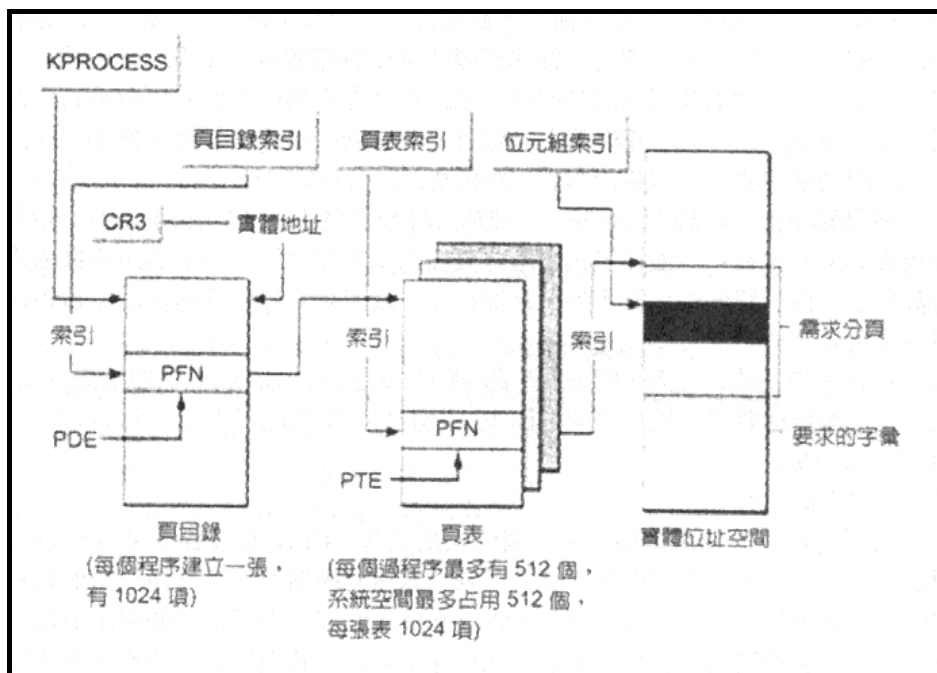 KPROCESS
頁目錄索引
頁表索引
位元組索引
CR3
實體地址
索引
PFN
PDE
索引
PFN
PTE
索引
需求分頁
要求的字彙
頁目錄
(每個程序建立一張，
有 1024 項)
頁表
(每個過程序最多有 512 個，
系統空間最多占用 512 個，
每張表 1024 項)
實體位址空間